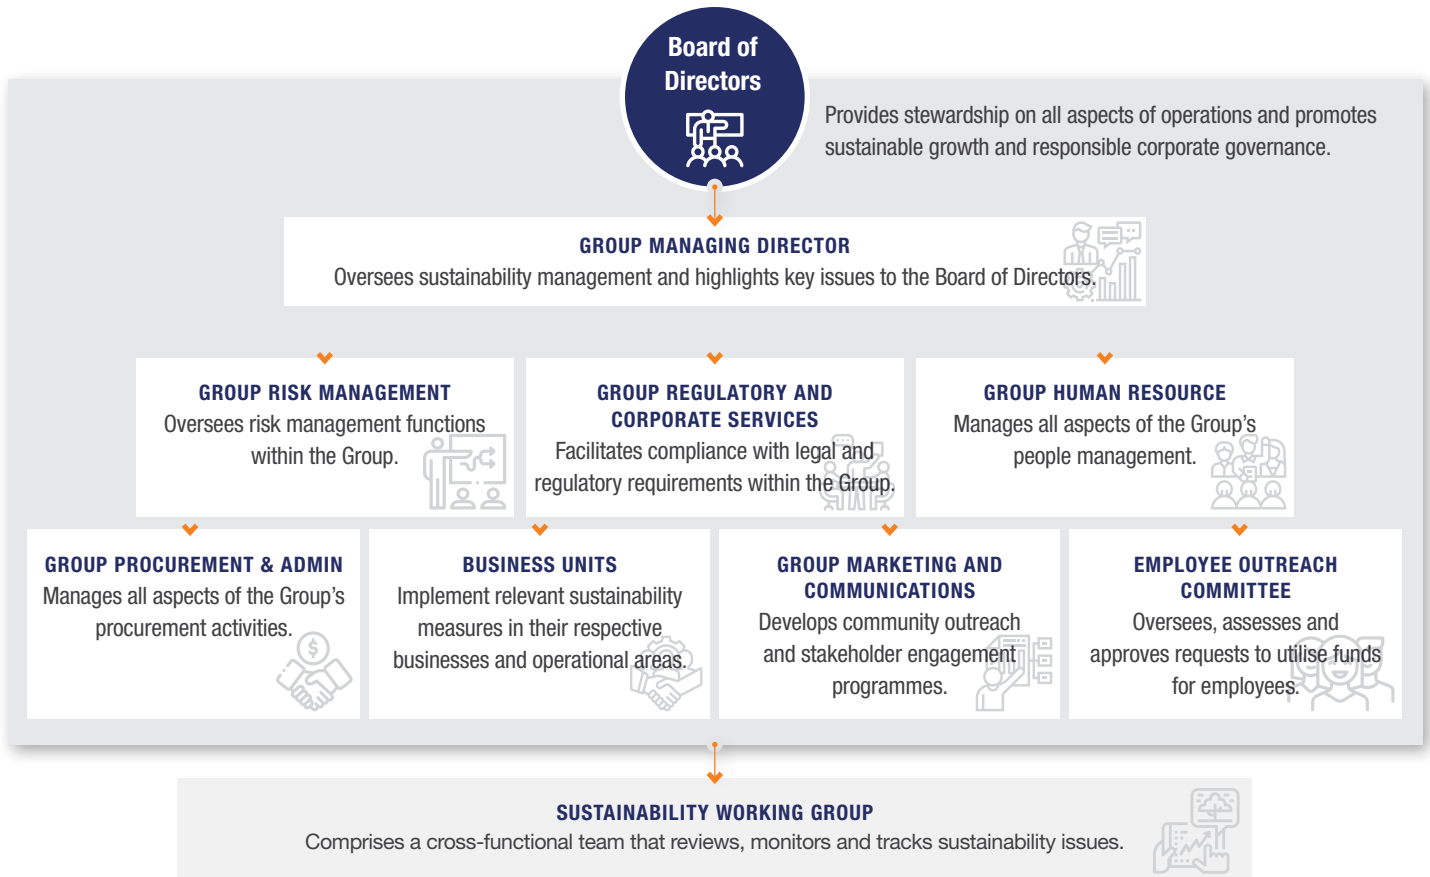 Board of
Directors
Provides stewardship on all aspects of operations and promotes
sustainable growth and responsible corporate governance.
GROUP MANAGING DIRECTOR
Oversees sustainability management and highlights key issues to the Board of Directors.
GROUP RISK MANAGEMENT
Oversees risk management functions
within the Group.
GROUP REGULATORY AND
CORPORATE SERVICES
Facilitates compliance with legal and
regulatory requirements within the Group.
GROUP HUMAN RESOURCE
Manages all aspects of the Group’s
people management.
GROUP PROCUREMENT & ADMIN
Manages all aspects of the Group’s
procurement activities.
$
BUSINESS UNITS
Implement relevant sustainability
measures in their respective
businesses and operational areas.
GROUP MARKETING AND
COMMUNICATIONS
Develops community outreach
and stakeholder engagement
programmes.
EMPLOYEE OUTREACH
COMMITTEE
Oversees, assesses and
approves requests to utilise funds
for employees.
SUSTAINABILITY WORKING GROUP
Comprises a cross-functional team that reviews, monitors and tracks sustainability issues.